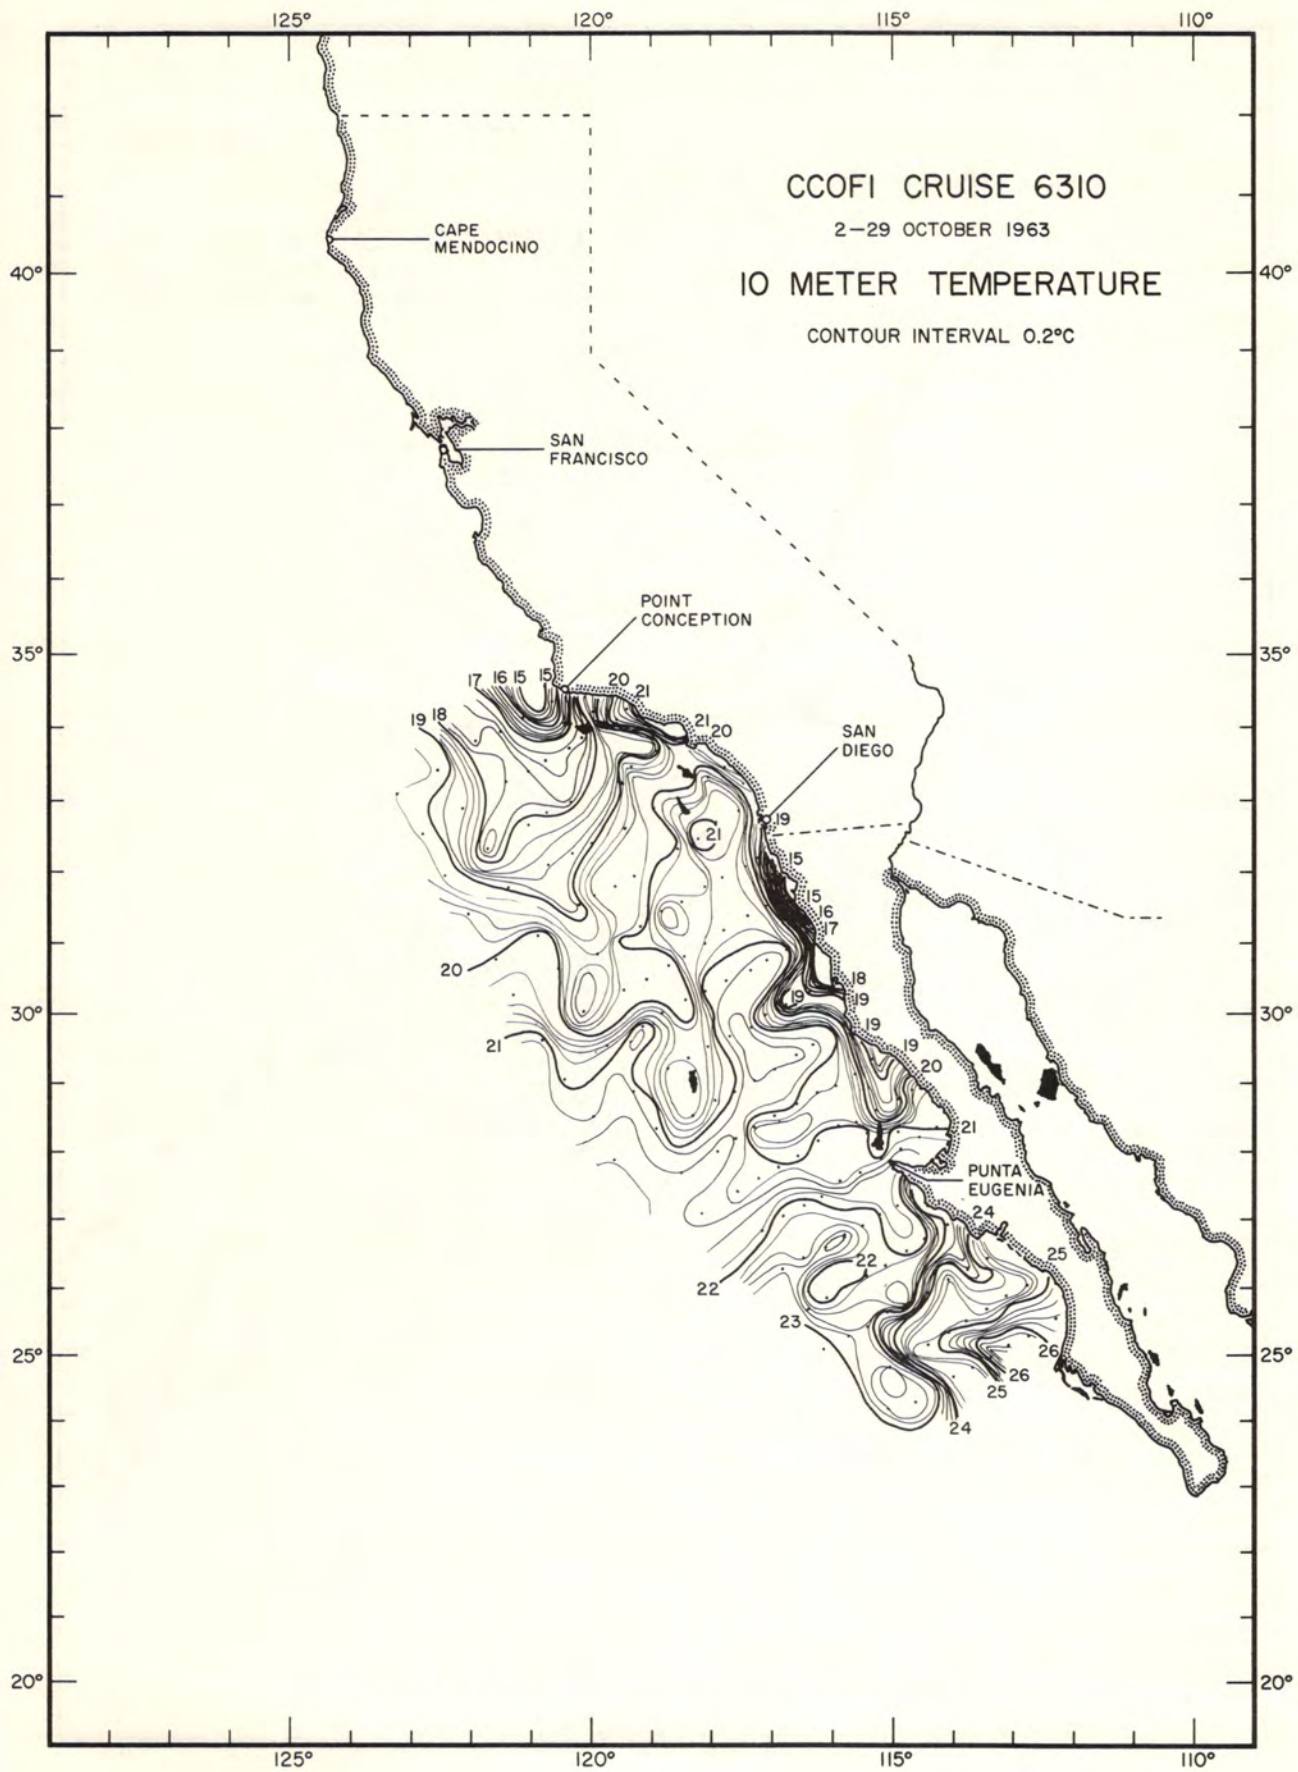 125° 120° 115° 110°
CCOFI CRUISE 6310
2–29 OCTOBER 1963
10 METER TEMPERATURE
CONTOUR INTERVAL 0.2°C
CAPE
MENDOCINO
40° 40°
SAN
FRANCISCO
POINT
CONCEPTION
35° 35°
17 16 15 15 20 21
19 18 21 20
SAN
DIEGO
21 19
15
15
16
17
20 18
19 19
30° 30°
19
21 19
20
21
PUNTA
EUGENIA
24
25
22
22
23
25° 25°
26
26
25
24
20° 20°
125° 120° 115° 110°